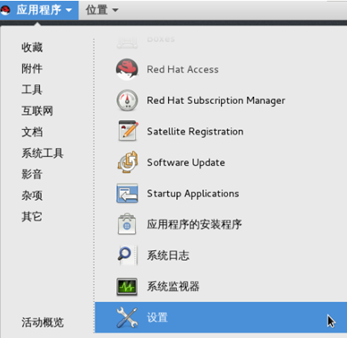 应用程序 位置
收藏
附件
工具
互联网
文档
系统工具
影音
杂项
其它
活动概览
Boxes
Red Hat Access
Red Hat Subscription Manager
Satellite Registration
Software Update
Startup Applications
应用程序的安装程序
系统日志
系统监视器
设置